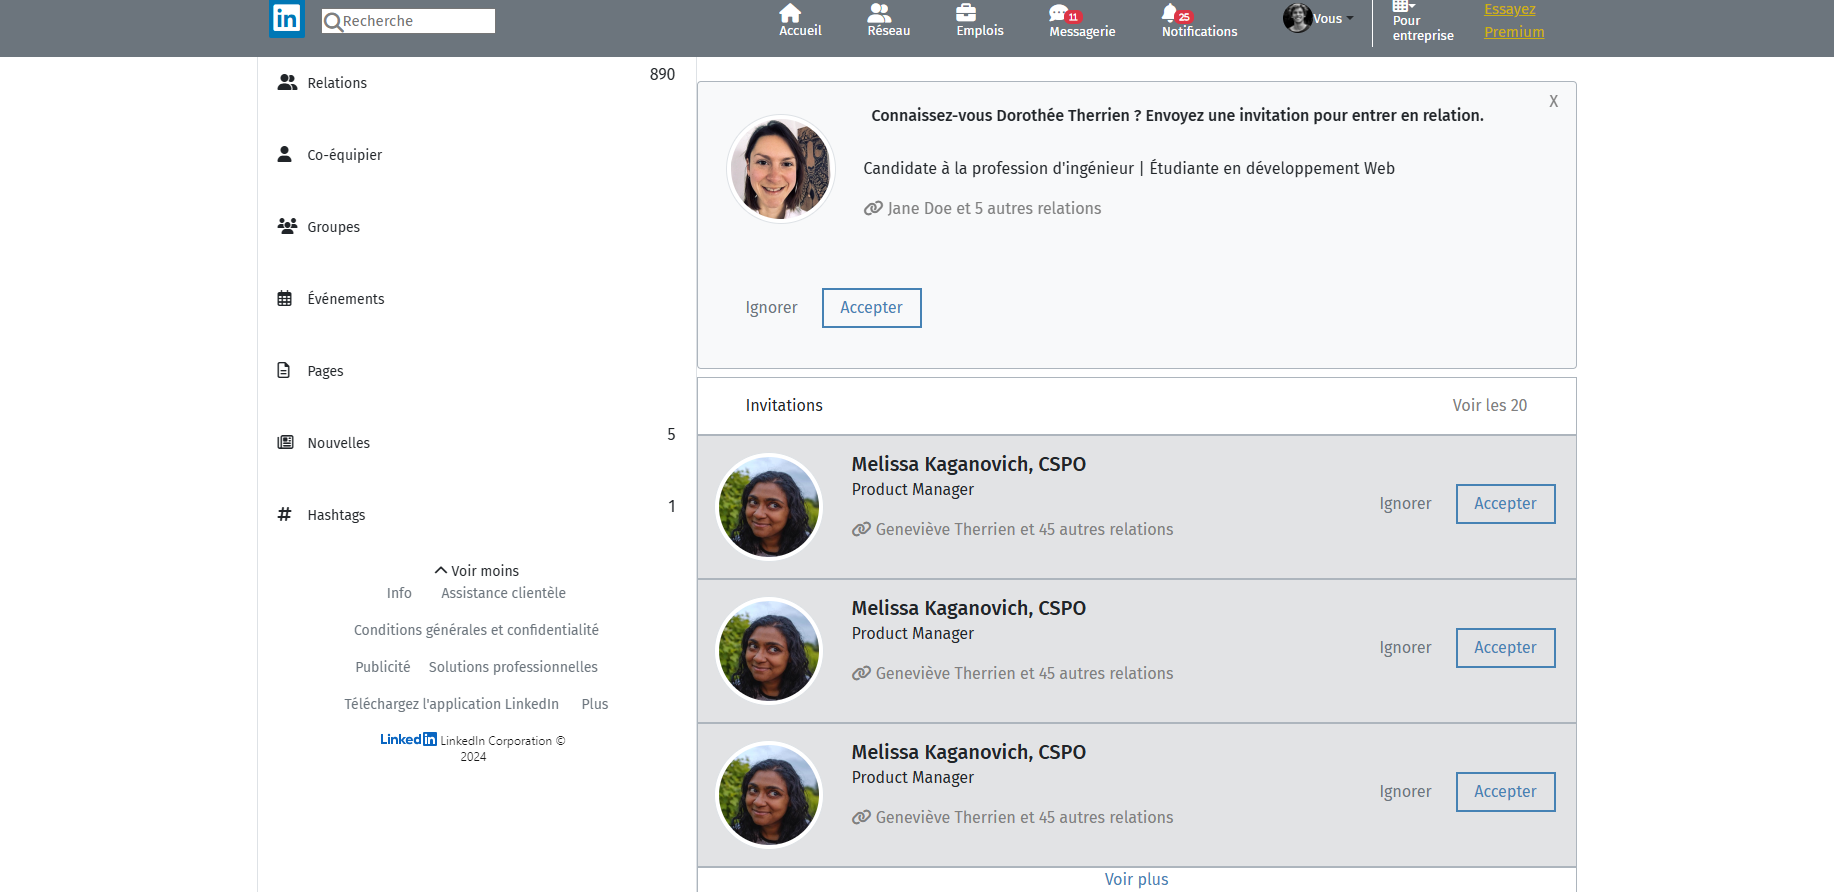 in
Recherche
Accueil
Réseau
Emplois
11
Messagerie
25
Notifications
Vous
Pour
entreprise
Essayez
Premium
Relations
890
Co-équipier
Groupes
Événements
Pages
Nouvelles
5
Hashtags
1
Voir moins
Info Assistance clientèle
Conditions générales et confidentialité
Publicité Solutions professionnelles
Téléchargez l'application LinkedIn Plus
Linked in LinkedIn Corporation ©
2024
X
Connaissez-vous Dorothée Therrien ? Envoyez une invitation pour entrer en relation.
Candidate à la profession d'ingénieur | Étudiante en développement Web
Jane Doe et 5 autres relations
Ignorer Accepter
Invitations Voir les 20
Melissa Kaganovich, CSPO
Product Manager
Geneviève Therrien et 45 autres relations
Ignorer Accepter
Melissa Kaganovich, CSPO
Product Manager
Geneviève Therrien et 45 autres relations
Ignorer Accepter
Melissa Kaganovich, CSPO
Product Manager
Geneviève Therrien et 45 autres relations
Ignorer Accepter
Voir plus